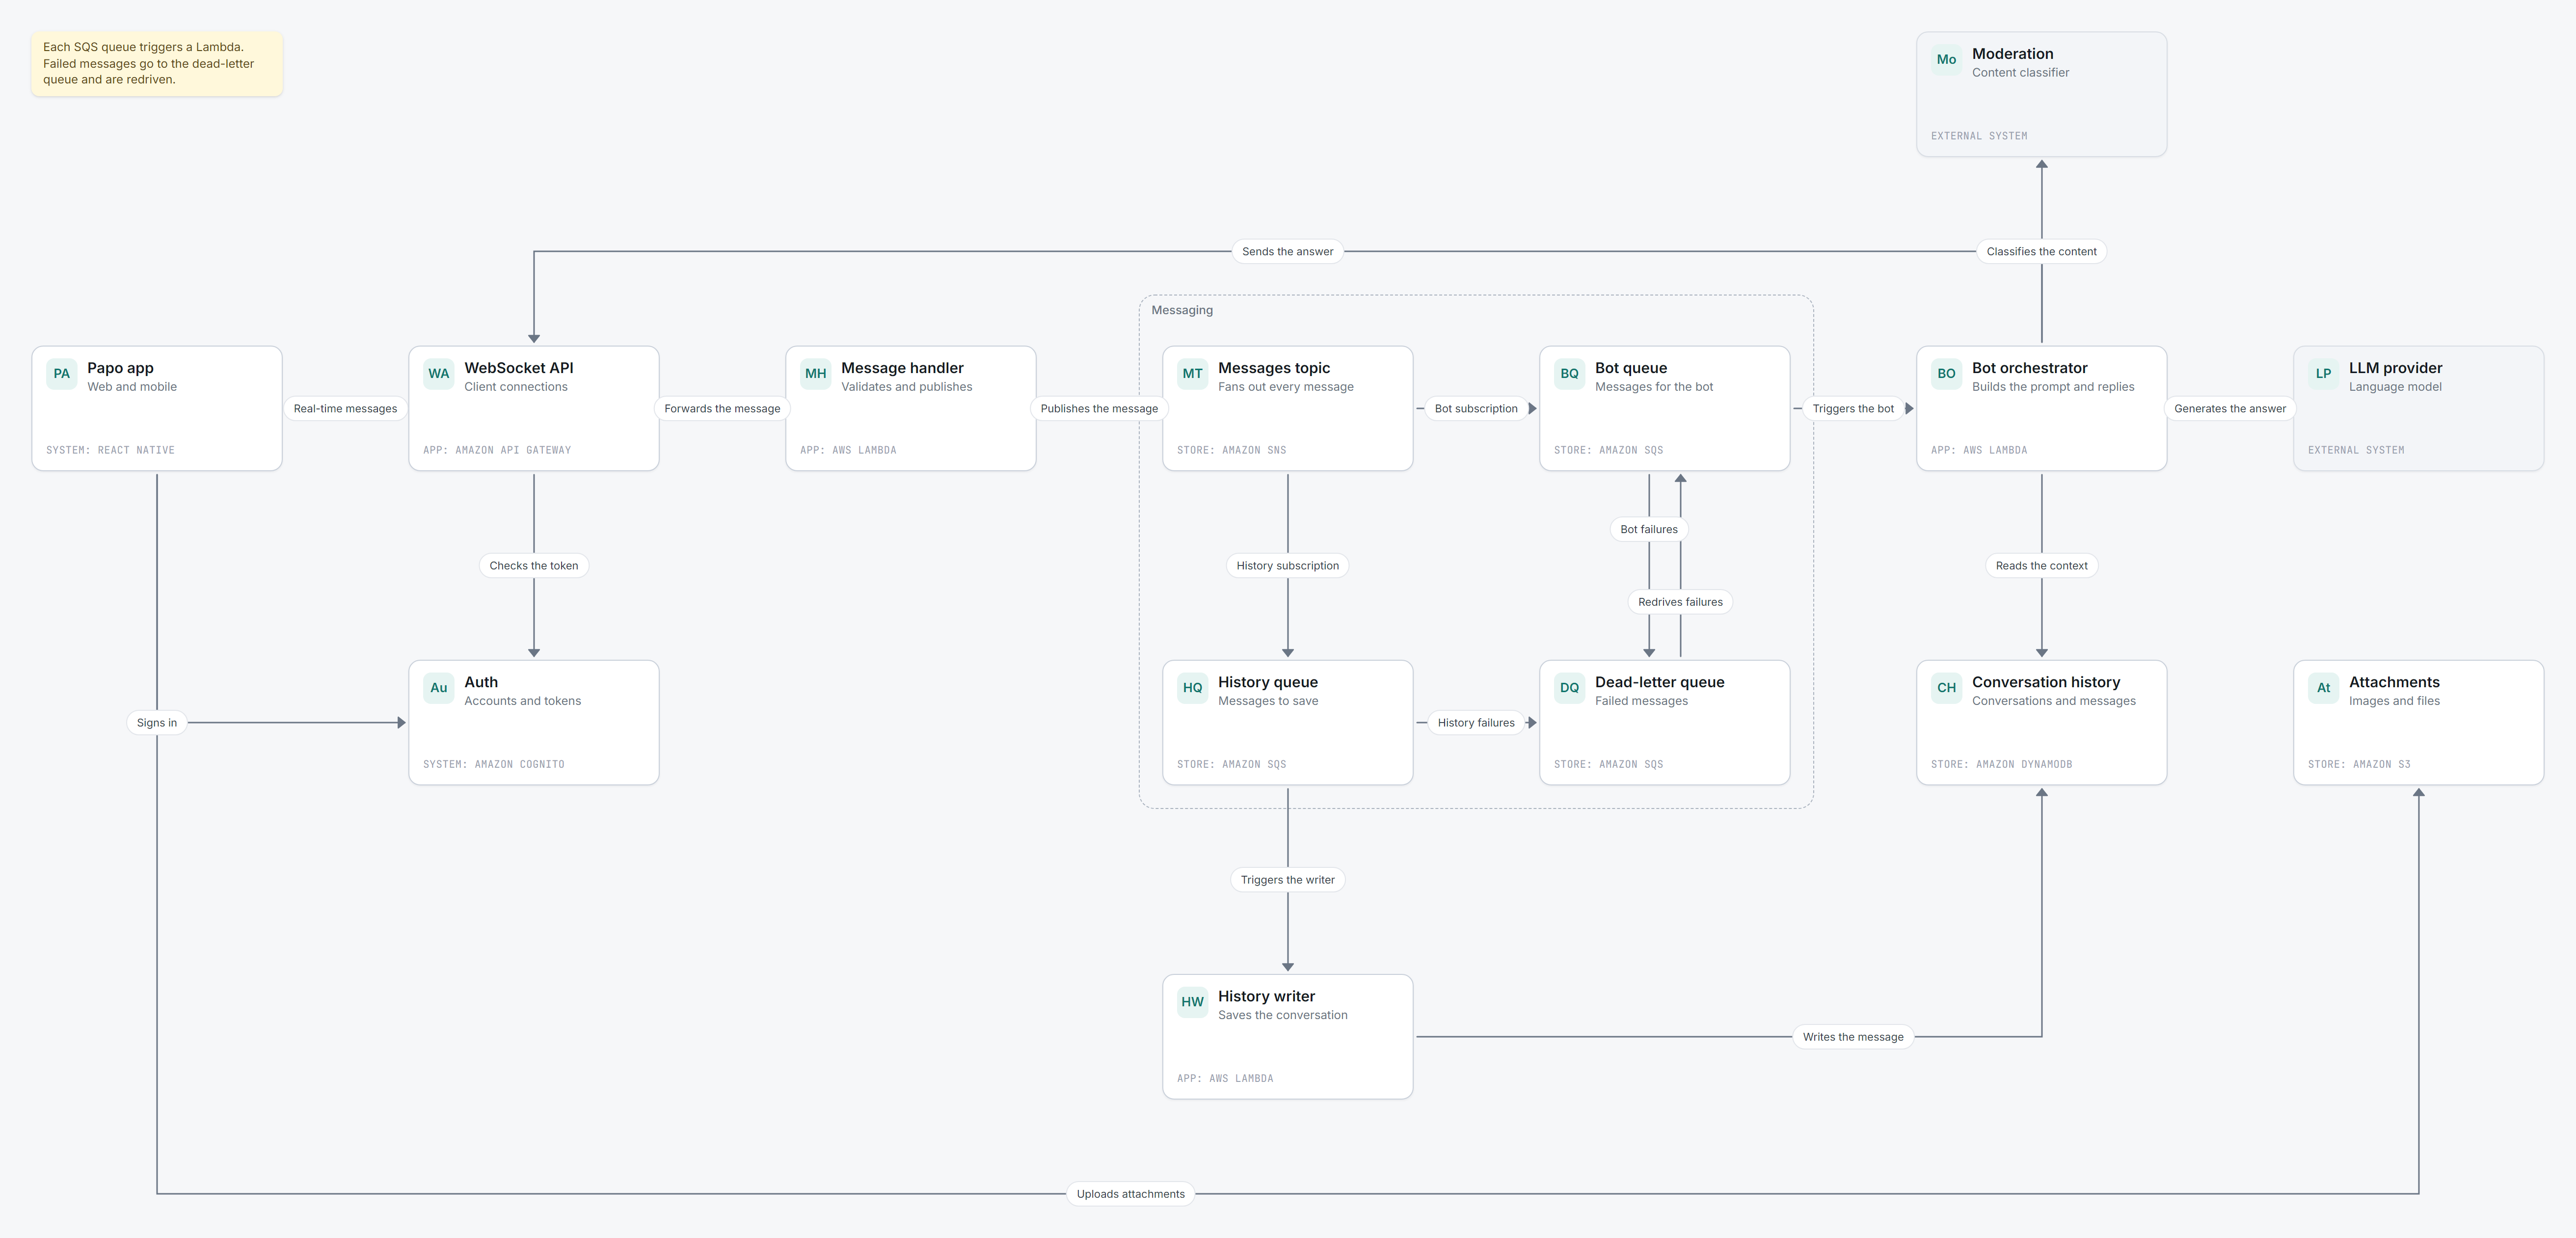 Each SQS queue triggers a Lambda.
Failed messages go to the dead-letter
queue and are redriven.
Mo
Moderation
Content classifier
EXTERNAL SYSTEM
Sends the answer
Classifies the content
Messaging
PA
Papo app
Web and mobile
SYSTEM: REACT NATIVE
Real-time messages
WA
WebSocket API
Client connections
APP: AMAZON API GATEWAY
Forwards the message
MH
Message handler
Validates and publishes
APP: AWS LAMBDA
Publishes the message
MT
Messages topic
Fans out every message
STORE: AMAZON SNS
Bot subscription
BQ
Bot queue
Messages for the bot
STORE: AMAZON SQS
Triggers the bot
BO
Bot orchestrator
Builds the prompt and replies
APP: AWS LAMBDA
Generates the answer
LP
LLM provider
Language model
EXTERNAL SYSTEM
Bot failures
Checks the token
History subscription
Reads the context
Redrives failures
Signs in
Au
Auth
Accounts and tokens
SYSTEM: AMAZON COGNITO
HQ
History queue
Messages to save
STORE: AMAZON SQS
History failures
DQ
Dead-letter queue
Failed messages
STORE: AMAZON SQS
CH
Conversation history
Conversations and messages
STORE: AMAZON DYNAMODB
At
Attachments
Images and files
STORE: AMAZON S3
Triggers the writer
HW
History writer
Saves the conversation
APP: AWS LAMBDA
Writes the message
Uploads attachments